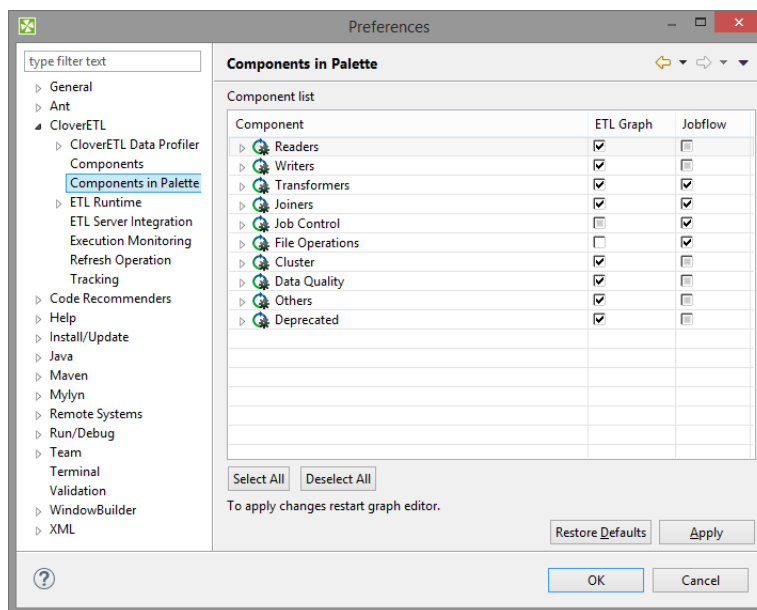 Preferences
type filter text
General
Ant
CloverETL
CloverETL Data Profiler
Components
Components in Palette
ETL Runtime
ETL Server Integration
Execution Monitoring
Refresh Operation
Tracking
Code Recommenders
Help
Install/Update
Java
Maven
Mylyn
Remote Systems
Run/Debug
Team
Terminal
Validation
WindowBuilder
XML
Components in Palette
Component list
Component ETL Graph Jobflow
Readers
Writers
Transformers
Joiners
Job Control
File Operations
Cluster
Data Quality
Others
Deprecated
Select All Deselect All
To apply changes restart graph editor.
Restore Defaults Apply
? OK Cancel